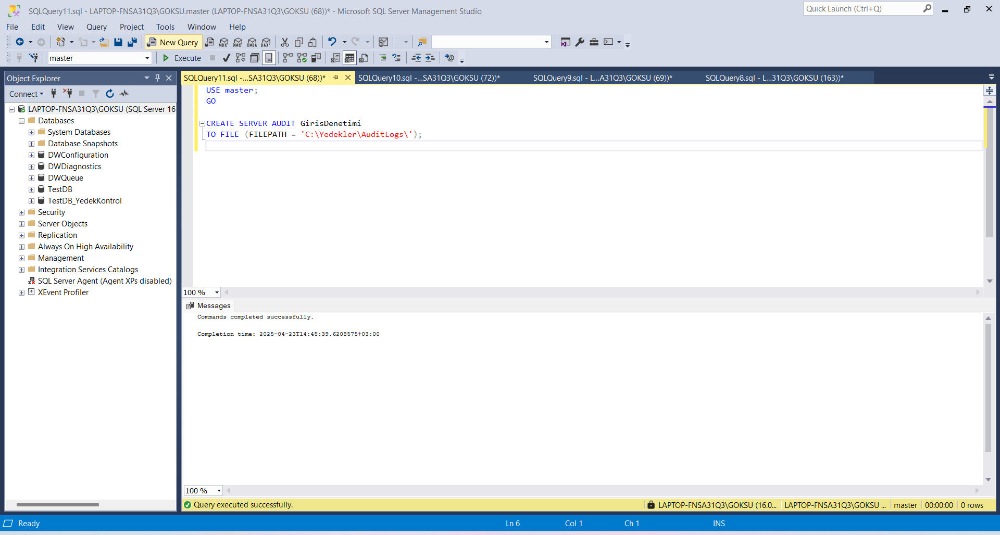 SQLQuery11.sql - LAPTOP-FNSA31Q3\GOKSU.master (LAPTOP-FNSA31Q3\GOKSU (68))* - Microsoft SQL Server Management Studio
Quick Launch (Ctrl+Q)
File Edit View Query Project Tools Window Help
New Query MDX DMX XMLA DAX
master Execute
Object Explorer
Connect
LAPTOP-FNSA31Q3\GOKSU (SQL Server 16
Databases
System Databases
Database Snapshots
DWConfiguration
DWDiagnostics
DWQueue
TestDB
TestDB_YedekKontrol
Security
Server Objects
Replication
Always On High Availability
Management
Integration Services Catalogs
SQL Server Agent (Agent XPs disabled)
XEvent Profiler
SQLQuery11.sql -...SA31Q3\GOKSU (68))* SQLQuery10.sql -...SA31Q3\GOKSU (72))* SQLQuery9.sql - L...A31Q3\GOKSU (69))* SQLQuery8.sql - L...31Q3\GOKSU (163))*
USE master;
GO
CREATE SERVER AUDIT GirisDenetimi
TO FILE (FILEPATH = 'C:\Yedekler\AuditLogs\');
100 %
Messages
Commands completed successfully.
Completion time: 2025-04-23T14:45:39.6208575+03:00
100 %
Query executed successfully. LAPTOP-FNSA31Q3\GOKSU (16.0... LAPTOP-FNSA31Q3\GOKSU ... master 00:00:00 0 rows
Ready Ln 6 Col 1 Ch 1 INS